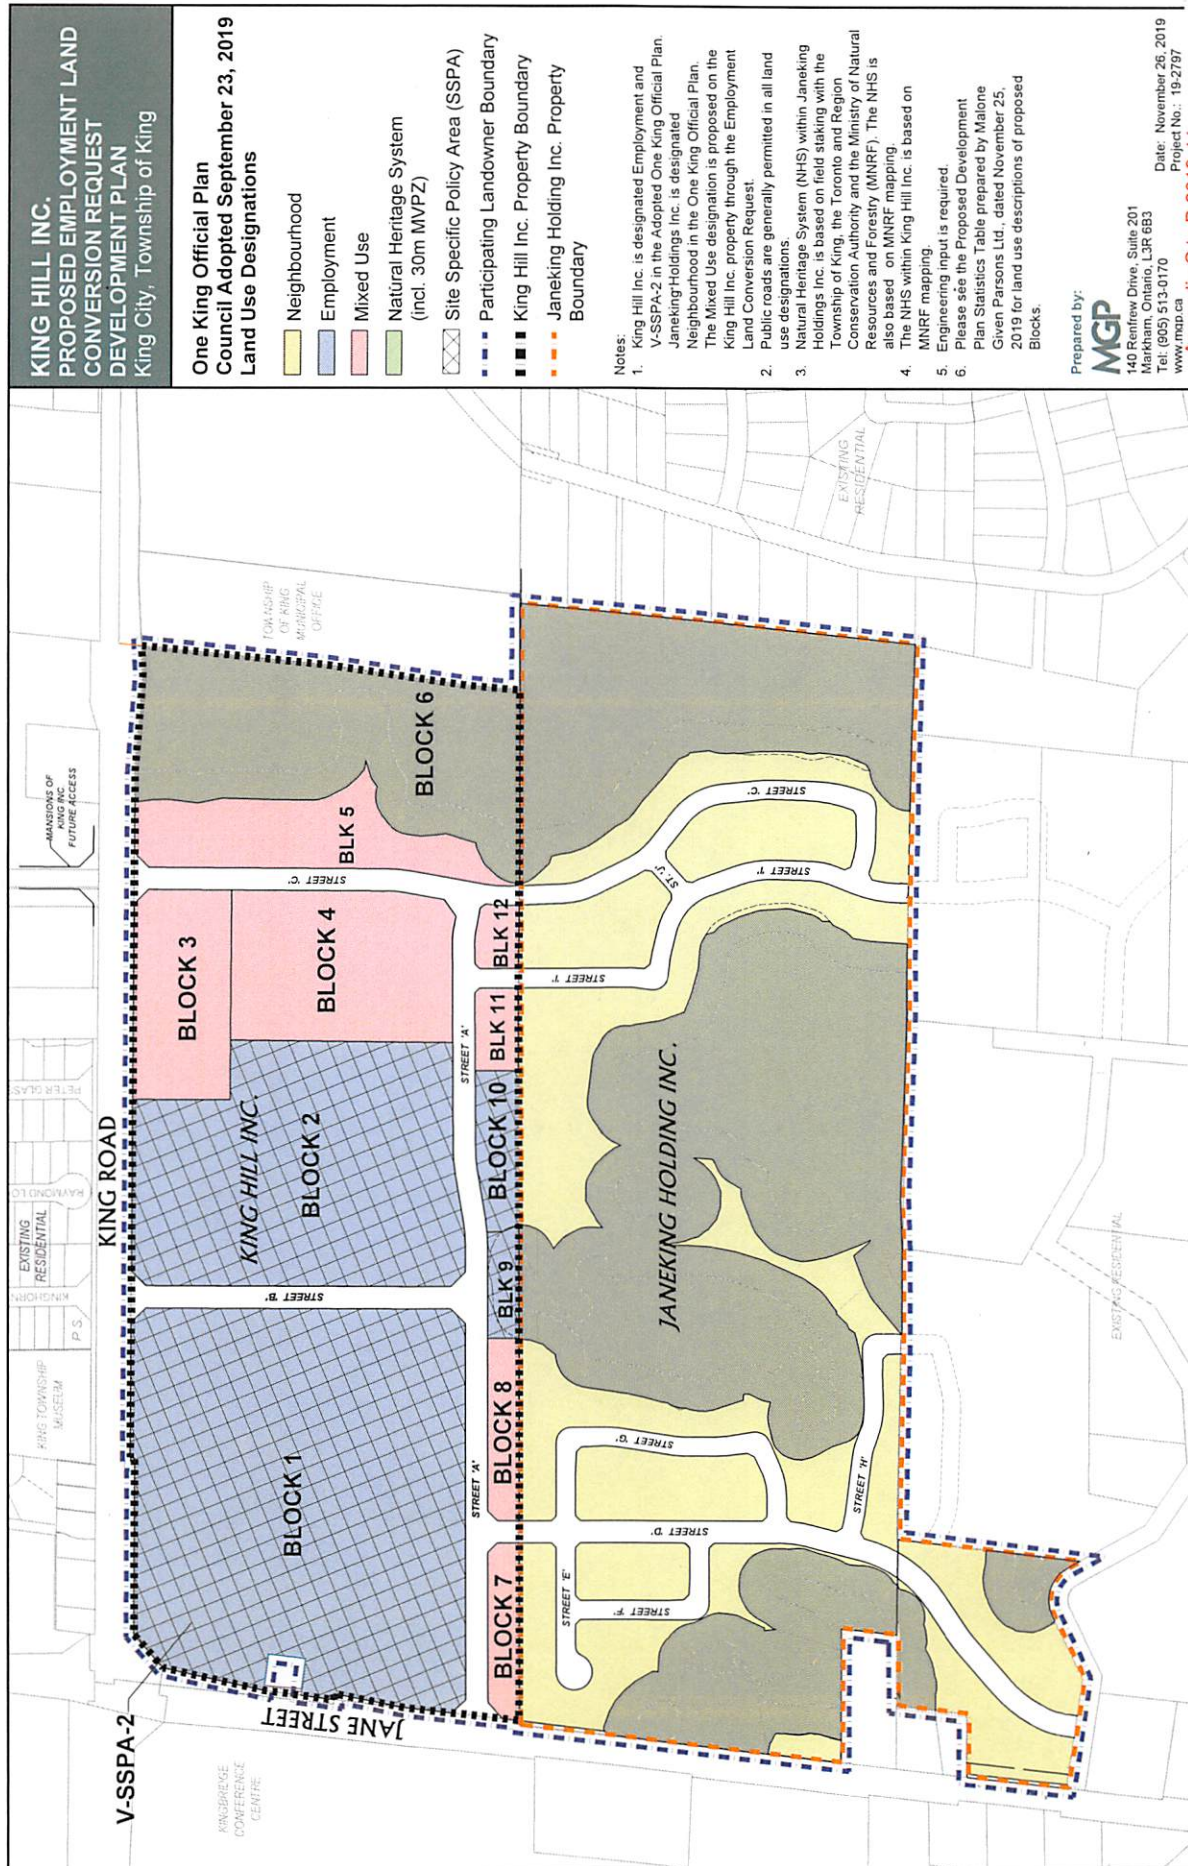 KING HILL INC.
PROPOSED EMPLOYMENT LAND
CONVERSION REQUEST
DEVELOPMENT PLAN
King City, Township of King
One King Official Plan
Council Adopted September 23, 2019
Land Use Designations
Neighbourhood
Employment
Mixed Use
Natural Heritage System
(incl. 30m MVPZ)
Site Specific Policy Area (SSPA)
Participating Landowner Boundary
King Hill Inc. Property Boundary
Janeking Holding Inc. Property
Boundary
Notes:
1. King Hill Inc. is designated Employment and
V-SSPA-2 in the Adopted One King Official Plan.
Janeking Holdings Inc. is designated
Neighbourhood in the One King Official Plan.
The Mixed Use designation is proposed on the
King Hill Inc. property through the Employment
Land Conversion Request.
2. Public roads are generally permitted in all land
use designations.
3. Natural Heritage System (NHS) within Janeking
Holdings Inc. is based on field staking with the
Township of King, the Toronto and Region
Conservation Authority and the Ministry of Natural
Resources and Forestry (MNRF). The NHS is
also based on MNRF mapping.
4. The NHS within King Hill Inc. is based on
MNRF mapping.
5. Engineering input is required.
6. Please see the Proposed Development
Plan Statistics Table prepared by Malone
Given Parsons Ltd., dated November 25,
2019 for land use descriptions of proposed
Blocks.
Prepared by:
MGP
140 Renfrew Drive, Suite 201
Markham, Ontario, L3R 6B3
Tel: (905) 513-0170
www.mgp.ca
Date: November 26, 2019
Project No.: 19-2797
V-SSPA-2
KING ROAD
JANE STREET
KINGBRIDGE
CONFERENCE
CENTRE
KING TOWNSHIP
MUSEUM
P.S.
KINGHORN
EXISTING
RESIDENTIAL
RAYMOND
PETER GLAS
MANSIONS OF
KING INC.
FUTURE ACCESS
TOWNSHIP
OF KING
MUNICIPAL
OFFICE
BLOCK 1
STREET 'B'
KING HILL INC.
BLOCK 2
BLOCK 3
BLOCK 4
STREET 'C'
BLK 5
BLOCK 6
STREET 'A'
STREET 'A'
BLOCK 7
BLOCK 8
BLK 9
BLOCK 10
BLK 11
BLK 12
STREET 'E'
STREET 'F'
STREET 'D'
STREET 'G'
STREET 'H'
JANEKING HOLDING INC.
STREET 'I'
ST. 'J'
STREET 'I'
STREET 'C'
EXISTING
RESIDENTIAL
EXISTING RESIDENTIAL